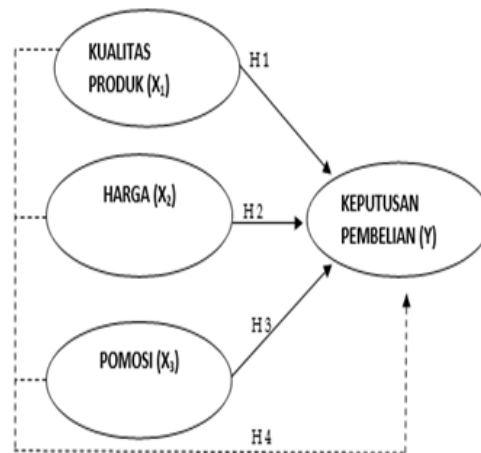 KUALITAS
PRODUK (X₁)
H1
HARGA (X₂)
H2
KEPUTUSAN
PEMBELIAN (Y)
H3
POMOSI (X₃)
H4